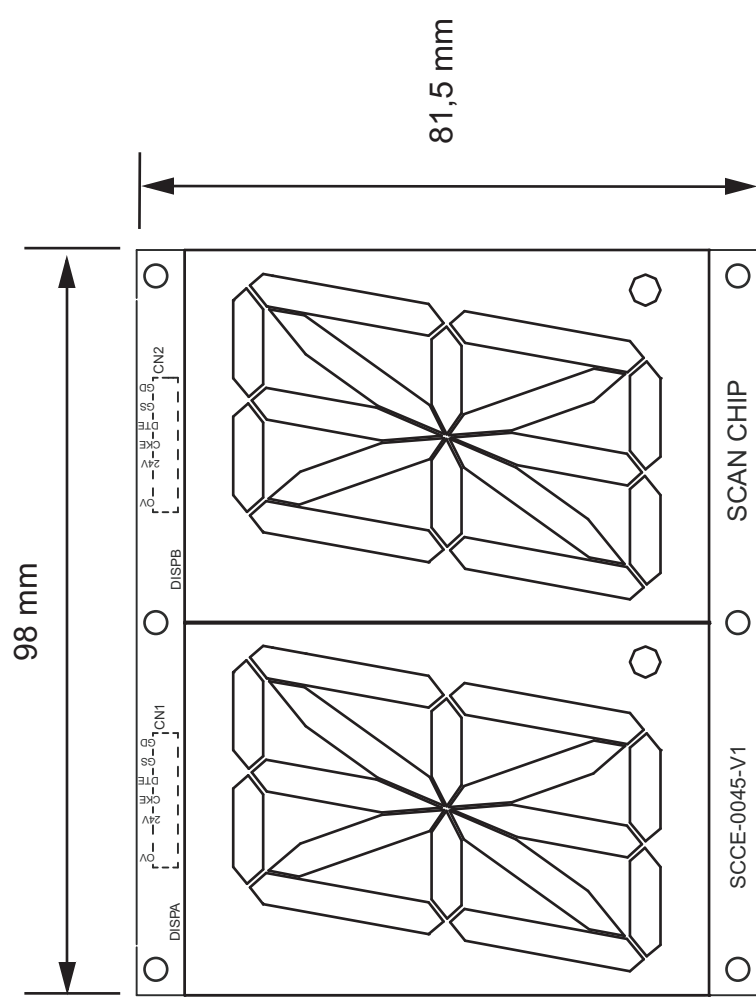 98 mm
81,5 mm
DISPA
0V
24V
CKE
DTE
GS
GD
CN1
DISPB
0V
24V
CKE
DTE
GS
GD
CN2
SCCE-0045-V1
SCAN CHIP